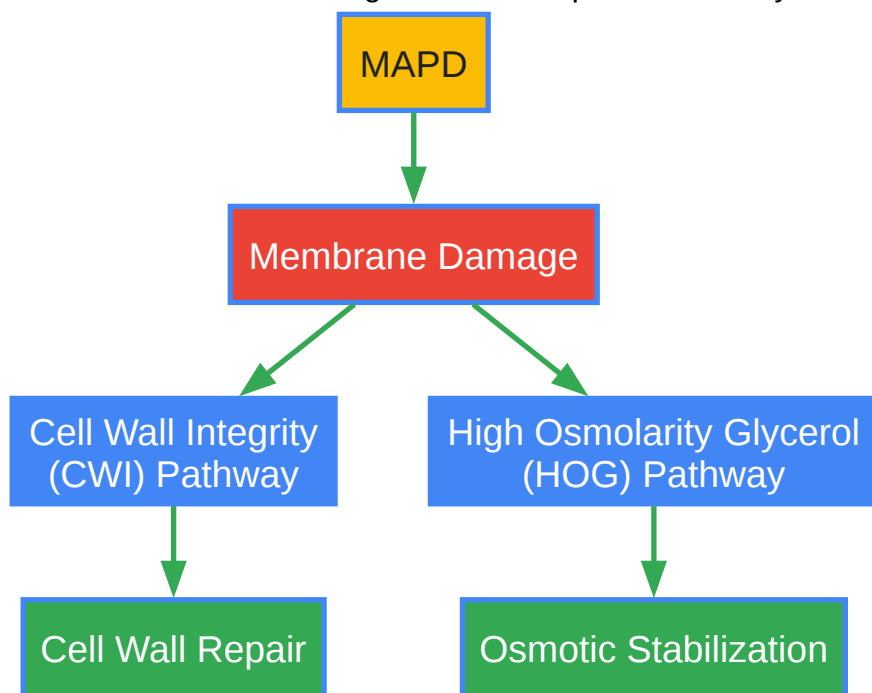 MAPD
Membrane Damage
Cell Wall Integrity
(CWI) Pathway
High Osmolarity Glycerol
(HOG) Pathway
Cell Wall Repair
Osmotic Stabilization